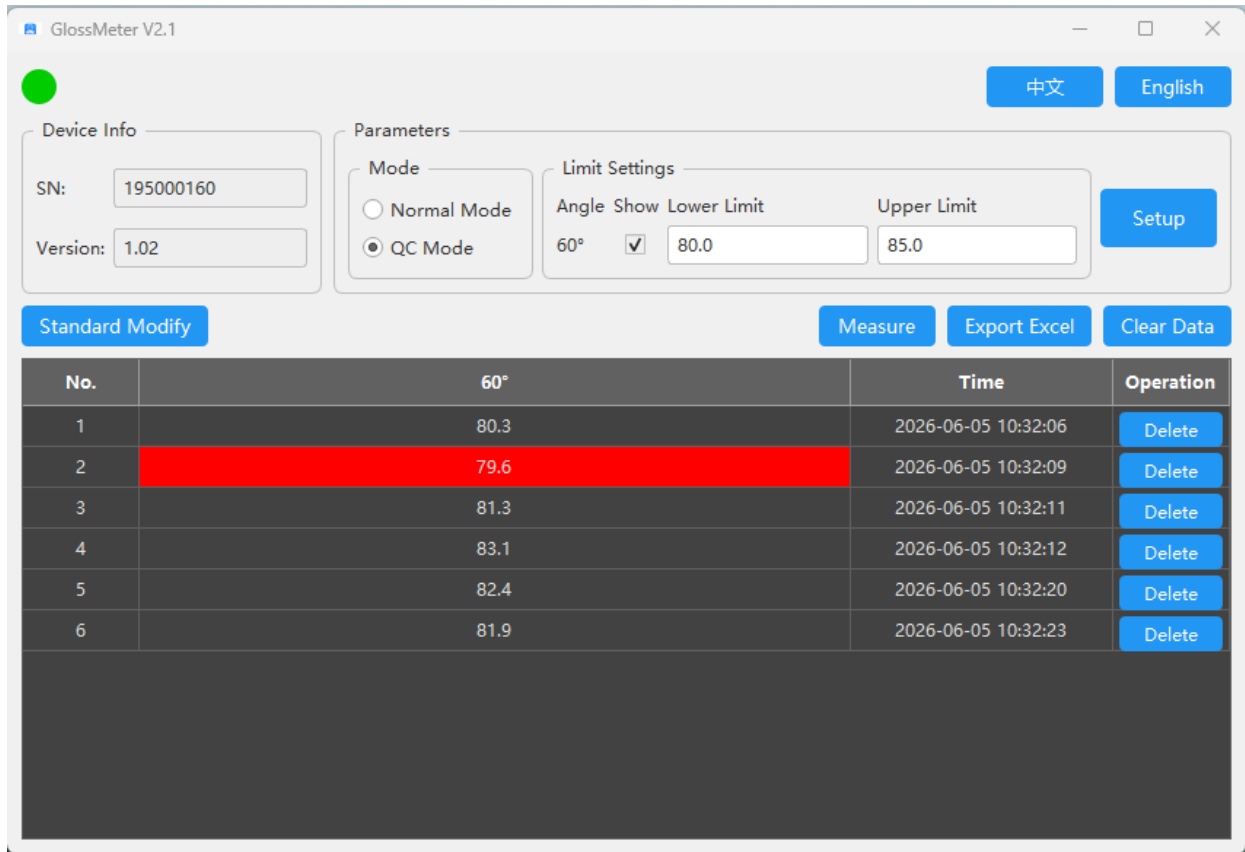 GlossMeter V2.1
中文 English
Device Info
SN: 195000160
Version: 1.02
Parameters
Mode
Normal Mode
QC Mode
Limit Settings
Angle Show Lower Limit Upper Limit
60° 80.0 85.0
Setup
Standard Modify Measure Export Excel Clear Data
No. 60° Time Operation
1 80.3 2026-06-05 10:32:06 Delete
2 79.6 2026-06-05 10:32:09 Delete
3 81.3 2026-06-05 10:32:11 Delete
4 83.1 2026-06-05 10:32:12 Delete
5 82.4 2026-06-05 10:32:20 Delete
6 81.9 2026-06-05 10:32:23 Delete